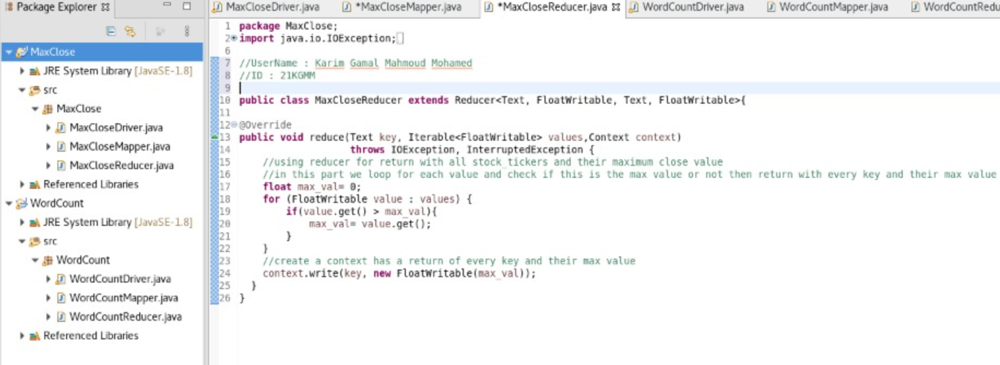 Package Explorer
MaxClose
JRE System Library [JavaSE-1.8]
src
MaxClose
MaxCloseDriver.java
MaxCloseMapper.java
MaxCloseReducer.java
Referenced Libraries
WordCount
JRE System Library [JavaSE-1.8]
src
WordCount
WordCountDriver.java
WordCountMapper.java
WordCountReducer.java
Referenced Libraries
MaxCloseDriver.java *MaxCloseMapper.java *MaxCloseReducer.java WordCountDriver.java WordCountMapper.java WordCountRedu
1 package MaxClose;
2 import java.io.IOException;
6
7 //UserName : Karim Gamal Mahmoud Mohamed
8 //ID : 21KGMM
9
10 public class MaxCloseReducer extends Reducer<Text, FloatWritable, Text, FloatWritable>{
11
12 @Override
13 public void reduce(Text key, Iterable<FloatWritable> values,Context context)
14 throws IOException, InterruptedException {
15 //using reducer for return with all stock_tickers and their maximum close value
16 //in this part we loop for each value and check if this is the max value or not then return with every key and their max value
17 float max_val= 0;
18 for (FloatWritable value : values) {
19 if(value.get() > max_val){
20 max_val= value.get();
21 }
22 }
23 //create a context has a return of every key and their max value
24 context.write(key, new FloatWritable(max_val));
25 }
26 }